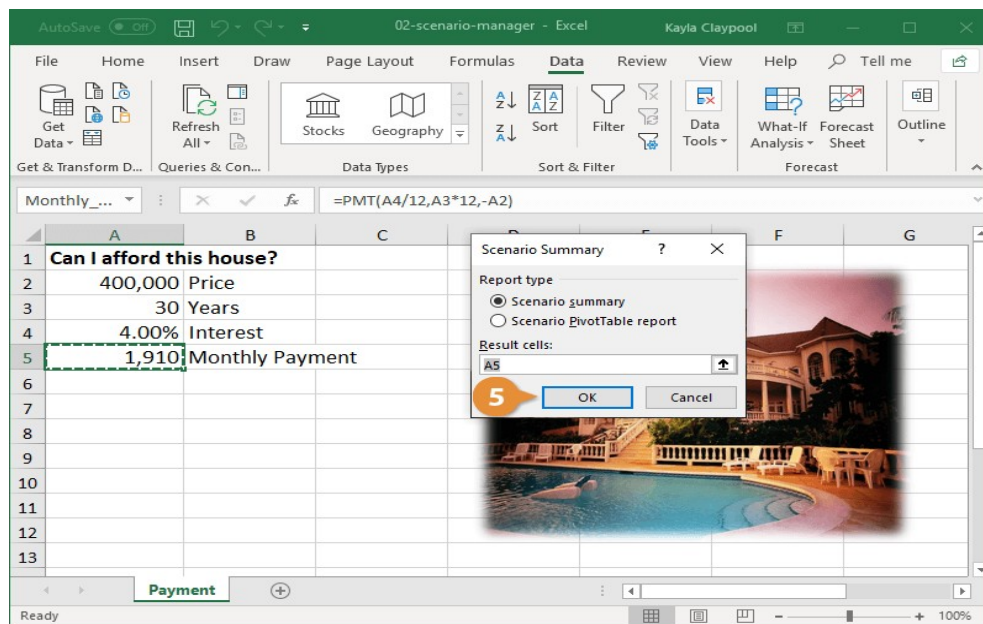 AutoSave Off 02-scenario-manager - Excel Kayla Claypool
File Home Insert Draw Page Layout Formulas Data Review View Help Tell me
Get Data
Refresh All
Stocks Geography
Sort
Filter
Data Tools
What-If Analysis
Forecast Sheet
Outline
Get & Transform D... Queries & Con... Data Types Sort & Filter Forecast
Monthly_... fx =PMT(A4/12,A3*12,-A2)
A B C D E F G
1 Can I afford this house?
2 400,000 Price
3 30 Years
4 4.00% Interest
5 1,910 Monthly Payment
6
7
8
9
10
11
12
13
Scenario Summary ? ×
Report type
Scenario summary
Scenario PivotTable report
Result cells:
A5
5
OK Cancel
Payment
Ready 100%